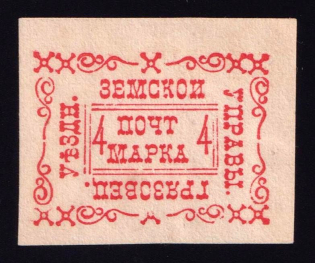 ЗЕМСКОЙ
УПРАВЫ
ГРЯЗОВЕЦ.
УѢЗДН.
4 ПОЧТ 4
МАРКА